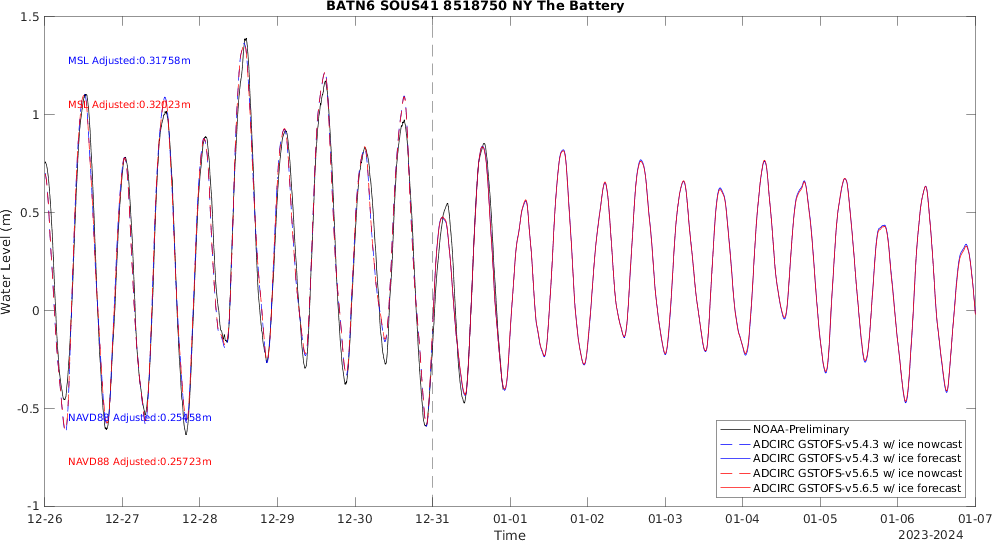 BATN6 SOUS41 8518750 NY The Battery
1.5
1
0.5
0
-0.5
-1
Water Level (m)
MSL Adjusted:0.31758m
MSL Adjusted:0.32023m
NAVD88 Adjusted:0.25458m
NAVD88 Adjusted:0.25723m
NOAA-Preliminary
ADCIRC GSTOFS-v5.4.3 w/ ice nowcast
ADCIRC GSTOFS-v5.4.3 w/ ice forecast
ADCIRC GSTOFS-v5.6.5 w/ ice nowcast
ADCIRC GSTOFS-v5.6.5 w/ ice forecast
12-26 12-27 12-28 12-29 12-30 12-31 01-01 01-02 01-03 01-04 01-05 01-06 01-07
Time
2023-2024